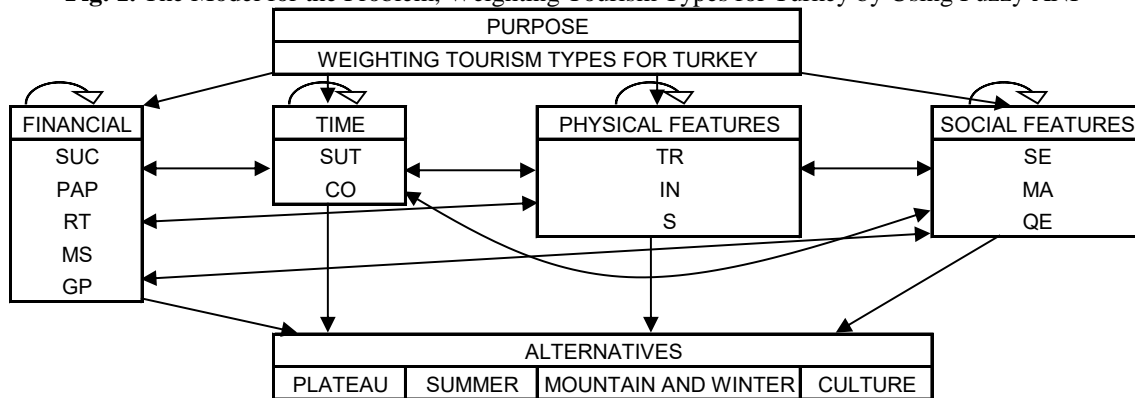 Fig. 1. The Model for the Problem, Weighting Tourism Types for Turkey by Using Fuzzy ANP
PURPOSE
WEIGHTING TOURISM TYPES FOR TURKEY
FINANCIAL
SUC
PAP
RT
MS
GP
TIME
SUT
CO
PHYSICAL FEATURES
TR
IN
S
SOCIAL FEATURES
SE
MA
QE
ALTERNATIVES
PLATEAU SUMMER MOUNTAIN AND WINTER CULTURE